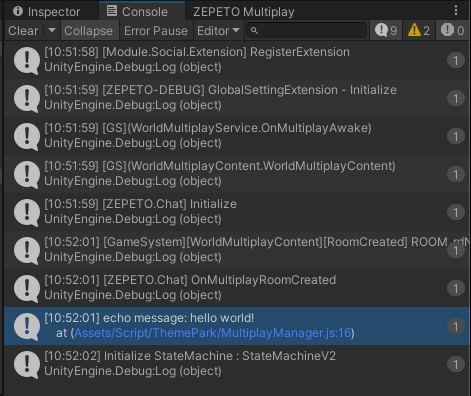 Inspector Console ZEPETO Multiplay
Clear Collapse Error Pause Editor 9 2 0
[10:51:58] [Module.Social.Extension] RegisterExtension
UnityEngine.Debug:Log (object)
1
[10:51:59] [ZEPETO-DEBUG] GlobalSettingExtension - Initialize
UnityEngine.Debug:Log (object)
1
[10:51:59] [GS](WorldMultiplayService.OnMultiplayAwake)
UnityEngine.Debug:Log (object)
1
[10:51:59] [GS](WorldMultiplayContent.WorldMultiplayContent)
UnityEngine.Debug:Log (object)
1
[10:51:59] [ZEPETO.Chat] Initialize
UnityEngine.Debug:Log (object)
1
[10:52:01] [GameSystem][WorldMultiplayContent][RoomCreated] ROOM
UnityEngine.Debug:Log (object)
1
[10:52:01] [ZEPETO.Chat] OnMultiplayRoomCreated
UnityEngine.Debug:Log (object)
1
[10:52:01] echo message: hello world!
at (Assets/Script/ThemePark/MultiplayManager.js:16)
1
[10:52:02] Initialize StateMachine : StateMachineV2
UnityEngine.Debug:Log (object)
1